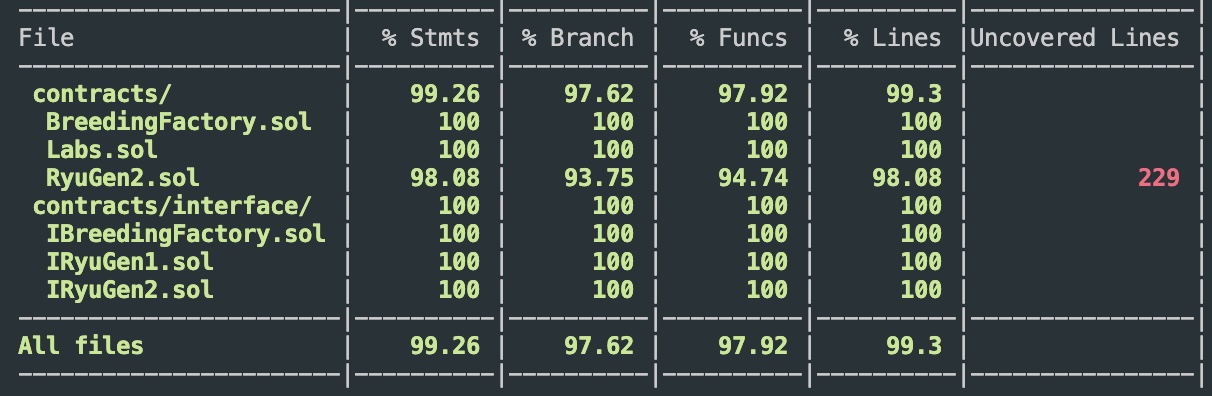 File | % Stmts | % Branch | % Funcs | % Lines |Uncovered Lines |
contracts/ | 99.26 | 97.62 | 97.92 | 99.3 | |
BreedingFactory.sol | 100 | 100 | 100 | 100 | |
Labs.sol | 100 | 100 | 100 | 100 | |
RyuGen2.sol | 98.08 | 93.75 | 94.74 | 98.08 | 229 |
contracts/interface/ | 100 | 100 | 100 | 100 | |
IBreedingFactory.sol | 100 | 100 | 100 | 100 | |
IRyuGen1.sol | 100 | 100 | 100 | 100 | |
IRyuGen2.sol | 100 | 100 | 100 | 100 | |
All files | 99.26 | 97.62 | 97.92 | 99.3 | |